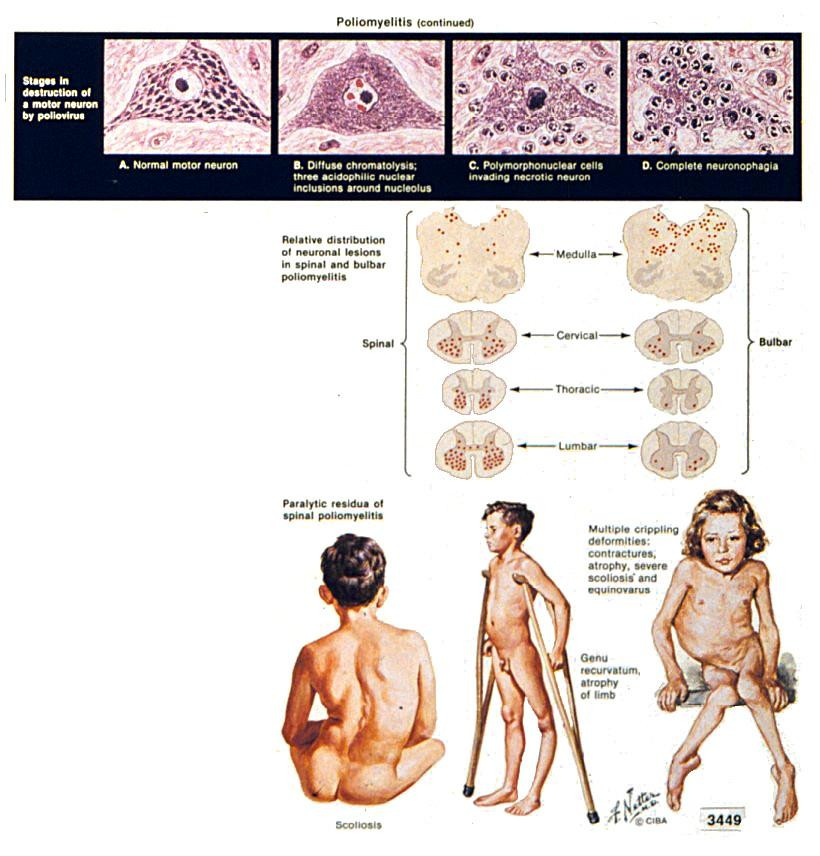 Poliomyelitis (continued)
Stages in
destruction of
a motor neuron
by poliovirus
A. Normal motor neuron
B. Diffuse chromatolysis;
three acidophilic nuclear
inclusions around nucleolus
C. Polymorphonuclear cells
invading necrotic neuron
D. Complete neuronophagia
Relative distribution
of neuronal lesions
in spinal and bulbar
poliomyelitis
Medulla
Spinal
Cervical
Bulbar
Thoracic
Lumbar
Paralytic residua of
spinal poliomyelitis
Multiple crippling
deformities:
contractures,
atrophy, severe
scoliosis and
equinovarus
Genu
recurvatum,
atrophy
of limb
Scoliosis
F. Netter M.D.
© CIBA
3449